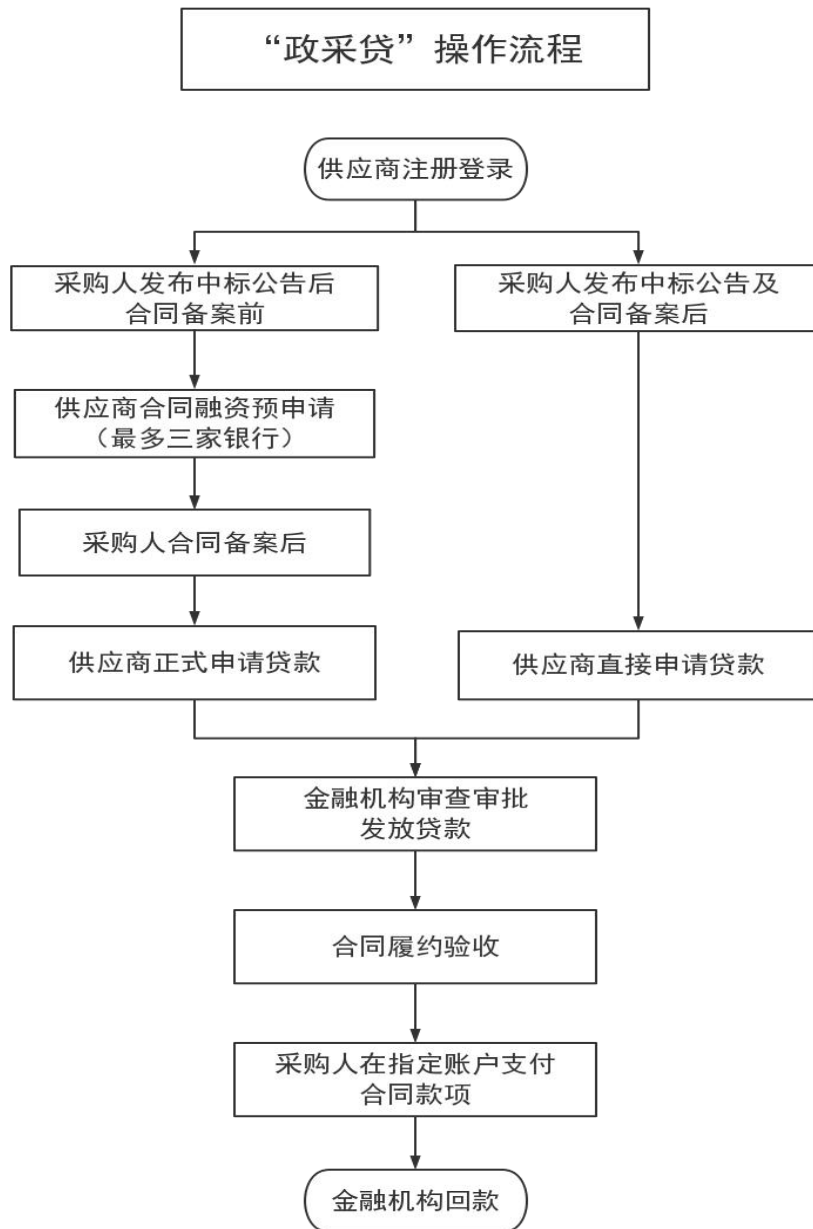 “政采贷”操作流程
供应商注册登录
采购人发布中标公告后
合同备案前
采购人发布中标公告及
合同备案后
供应商合同融资预申请
（最多三家银行）
采购人合同备案后
供应商正式申请贷款
供应商直接申请贷款
金融机构审查审批
发放贷款
合同履约验收
采购人在指定账户支付
合同款项
金融机构回款